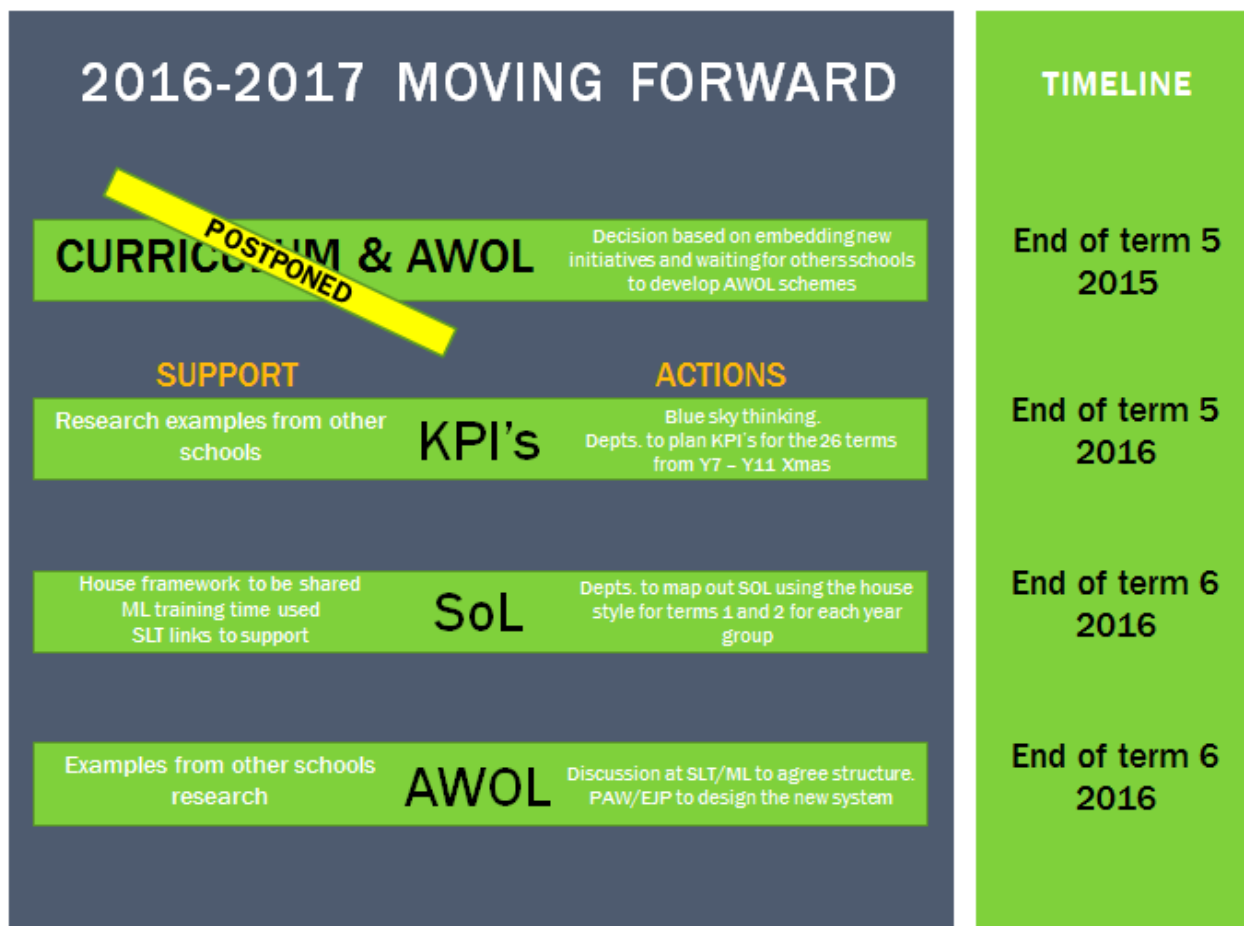 2016-2017 MOVING FORWARD
TIMELINE
CURRICULUM & AWOL
POSTPONED
Decision based on embedding new
initiatives and waiting for others schools
to develop AWOL schemes
End of term 5
2015
SUPPORT
ACTIONS
Research examples from other
schools
KPI's
Blue sky thinking.
Depts. to plan KPI's for the 26 terms
from Y7 – Y11 Xmas
End of term 5
2016
House framework to be shared
ML training time used
SLT links to support
SoL
Depts. to map out SOL using the house
style for terms 1 and 2 for each year
group
End of term 6
2016
Examples from other schools
research
AWOL
Discussion at SLT/ML to agree structure.
PAW/EJP to design the new system
End of term 6
2016